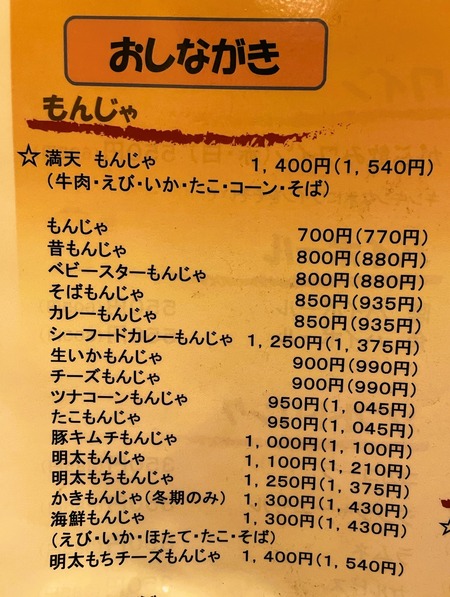 おしながき
もんじゃ
☆満天 もんじゃ 1,400円(1,540円)
(牛肉・えび・いか・たこ・コーン・そば)
もんじゃ 700円(770円)
昔もんじゃ 800円(880円)
ベビースターもんじゃ 800円(880円)
そばもんじゃ 850円(935円)
カレーもんじゃ 850円(935円)
シーフードカレーもんじゃ 1,250円(1,375円)
生いかもんじゃ 900円(990円)
チーズもんじゃ 900円(990円)
ツナコーンもんじゃ 950円(1,045円)
たこもんじゃ 950円(1,045円)
豚キムチもんじゃ 1,000円(1,100円)
明太もんじゃ 1,100円(1,210円)
明太もちもんじゃ 1,250円(1,375円)
かきもんじゃ(冬期のみ) 1,300円(1,430円)
海鮮もんじゃ 1,300円(1,430円)
(えび・いか・ほたて・たこ・そば)
明太もちチーズもんじゃ 1,400円(1,540円)